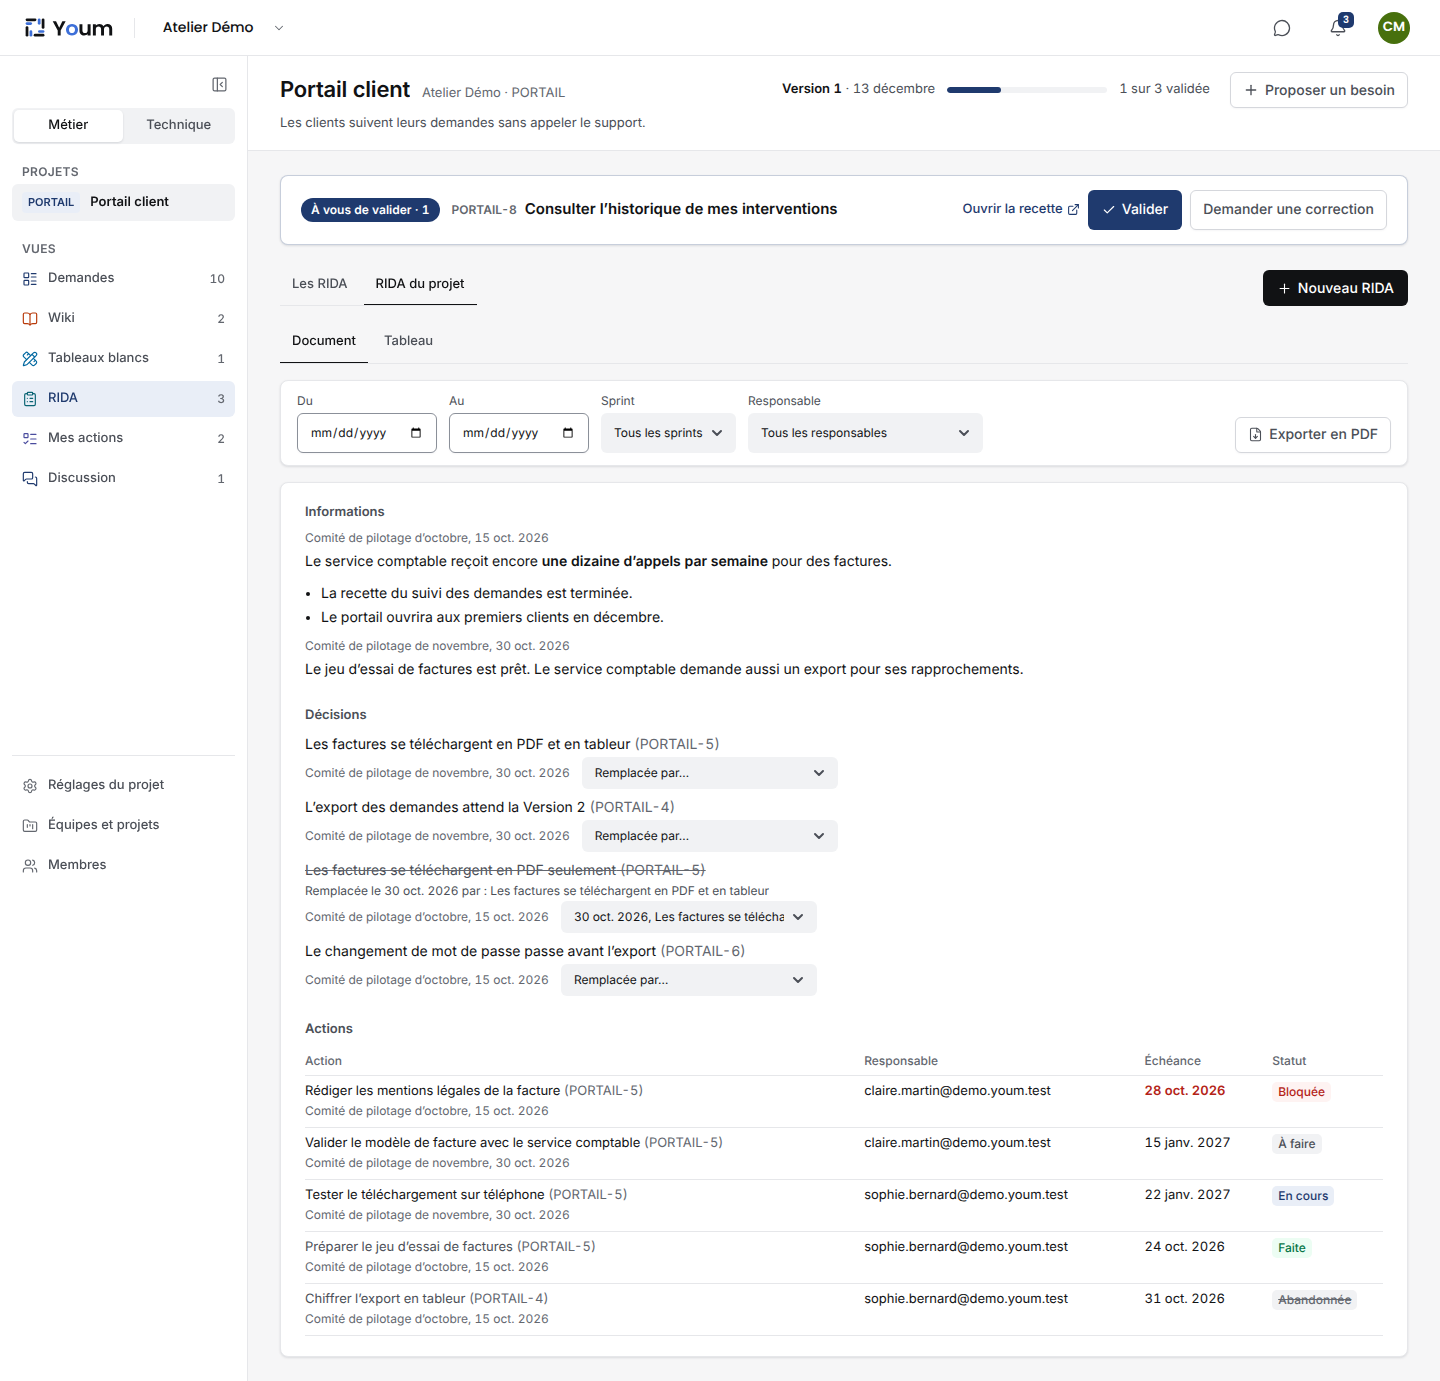 Youm
Atelier Démo
3
CM
Métier
Technique
PROJETS
PORTAIL Portail client
VUES
Demandes 10
Wiki 2
Tableaux blancs 1
RIDA 3
Mes actions 2
Discussion 1
Réglages du projet
Équipes et projets
Membres
Portail client Atelier Démo · PORTAIL
Version 1 · 13 décembre
1 sur 3 validée
Proposer un besoin
Les clients suivent leurs demandes sans appeler le support.
À vous de valider · 1 PORTAIL-8 Consulter l’historique de mes interventions
Ouvrir la recette
Valider
Demander une correction
Les RIDA
RIDA du projet
Nouveau RIDA
Document
Tableau
Du
Au
Sprint
Responsable
mm/dd/yyyy
mm/dd/yyyy
Tous les sprints
Tous les responsables
Exporter en PDF
Informations
Comité de pilotage d’octobre, 15 oct. 2026
Le service comptable reçoit encore une dizaine d’appels par semaine pour des factures.
• La recette du suivi des demandes est terminée.
• Le portail ouvrira aux premiers clients en décembre.
Comité de pilotage de novembre, 30 oct. 2026
Le jeu d’essai de factures est prêt. Le service comptable demande aussi un export pour ses rapprochements.
Décisions
Les factures se téléchargent en PDF et en tableur (PORTAIL-5)
Comité de pilotage de novembre, 30 oct. 2026 Remplacée par…
L’export des demandes attend la Version 2 (PORTAIL-4)
Comité de pilotage de novembre, 30 oct. 2026 Remplacée par…
Les factures se téléchargent en PDF seulement (PORTAIL-5)
Remplacée le 30 oct. 2026 par : Les factures se téléchargent en PDF et en tableur
Comité de pilotage d’octobre, 15 oct. 2026 30 oct. 2026, Les factures se télécha
Le changement de mot de passe passe avant l’export (PORTAIL-6)
Comité de pilotage d’octobre, 15 oct. 2026 Remplacée par…
Actions
Action Responsable Échéance Statut
Rédiger les mentions légales de la facture (PORTAIL-5) claire.martin@demo.youm.test 28 oct. 2026 Bloquée
Comité de pilotage d’octobre, 15 oct. 2026
Valider le modèle de facture avec le service comptable (PORTAIL-5) claire.martin@demo.youm.test 15 janv. 2027 À faire
Comité de pilotage de novembre, 30 oct. 2026
Tester le téléchargement sur téléphone (PORTAIL-5) sophie.bernard@demo.youm.test 22 janv. 2027 En cours
Comité de pilotage de novembre, 30 oct. 2026
Préparer le jeu d’essai de factures (PORTAIL-5) sophie.bernard@demo.youm.test 24 oct. 2026 Faite
Comité de pilotage d’octobre, 15 oct. 2026
Chiffrer l’export en tableur (PORTAIL-4) sophie.bernard@demo.youm.test 31 oct. 2026 Abandonnée
Comité de pilotage d’octobre, 15 oct. 2026